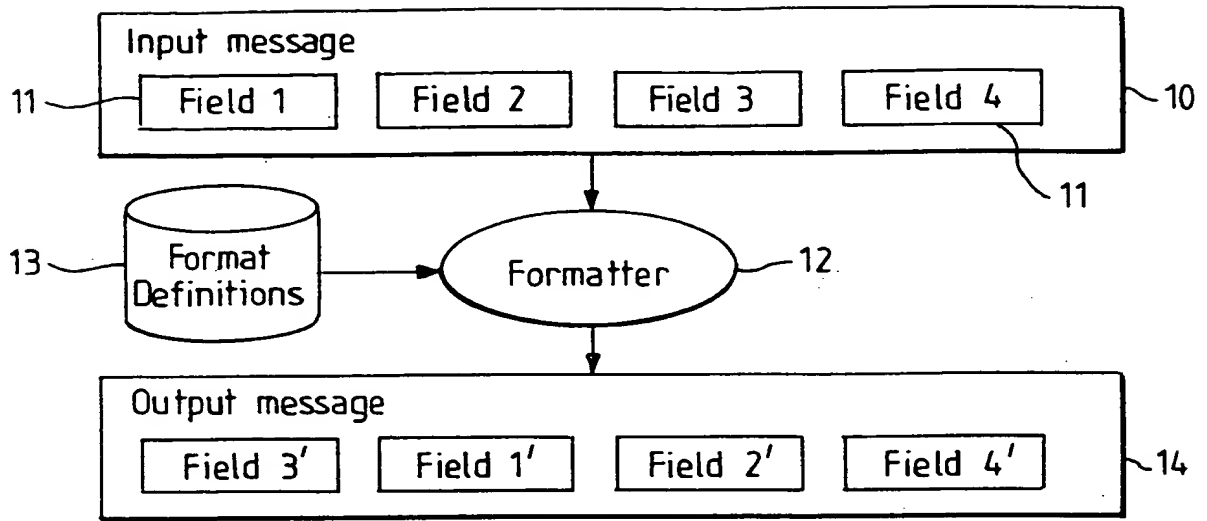 Input message
11 Field 1 Field 2 Field 3 Field 4 10
11
13 Format Definitions
Formatter 12
Output message
Field 3′ Field 1′ Field 2′ Field 4′ 14